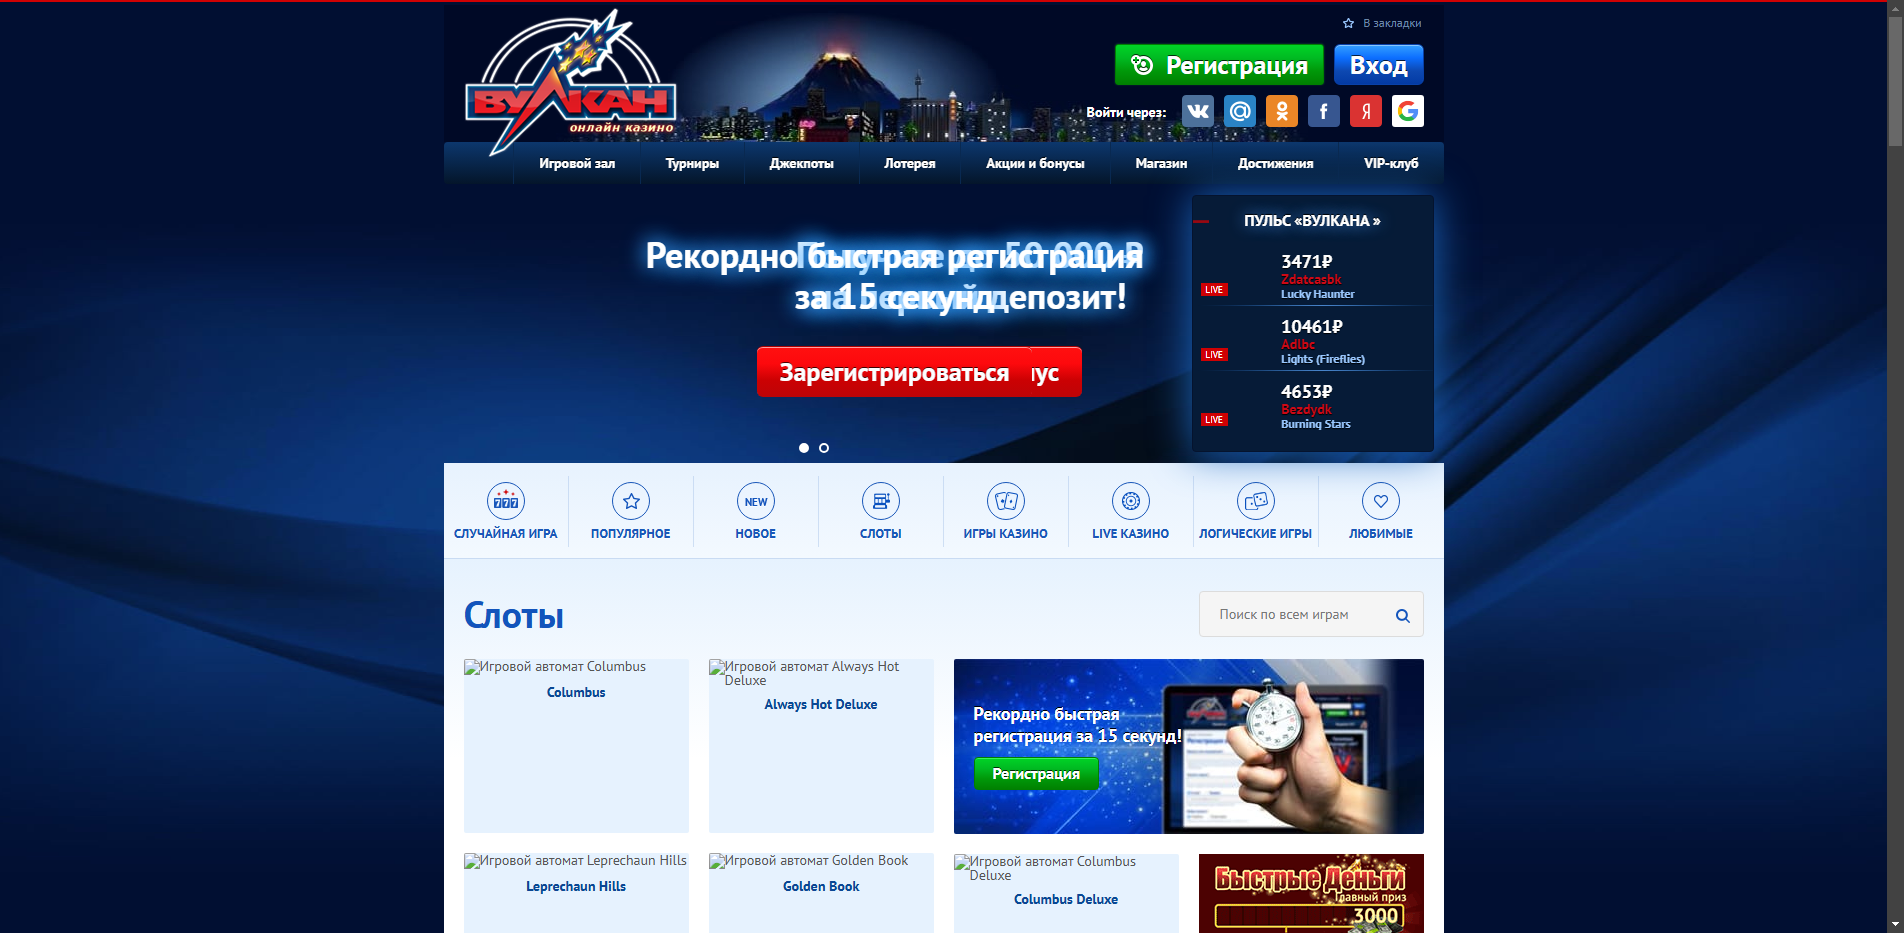 В закладки
ВУЛКАН
онлайн казино
Регистрация
Вход
Войти через:
Игровой зал
Турниры
Джекпоты
Лотерея
Акции и бонусы
Магазин
Достижения
VIP-клуб
Рекордно быстрая регистрация
за 15 секунд
депозит!
Зарегистрироваться
ус
ПУЛЬС «ВУЛКАНА »
3471₽
Zdatcasbk
LIVE
Lucky Haunter
10461₽
Adlbc
LIVE
Lights (Fireflies)
4653₽
Bezdydk
LIVE
Burning Stars
777
NEW
СЛУЧАЙНАЯ ИГРА
ПОПУЛЯРНОЕ
НОВОЕ
СЛОТЫ
ИГРЫ КАЗИНО
LIVE КАЗИНО
ЛОГИЧЕСКИЕ ИГРЫ
ЛЮБИМЫЕ
Слоты
Поиск по всем играм
Игровой автомат Columbus
Columbus
Игровой автомат Always Hot
Deluxe
Always Hot Deluxe
Рекордно быстрая
регистрация за 15 секунд!
Регистрация
Игровой автомат Leprechaun Hills
Leprechaun Hills
Игровой автомат Golden Book
Golden Book
Игровой автомат Columbus
Deluxe
Columbus Deluxe
Быстрые Деньги
Главный приз
3000